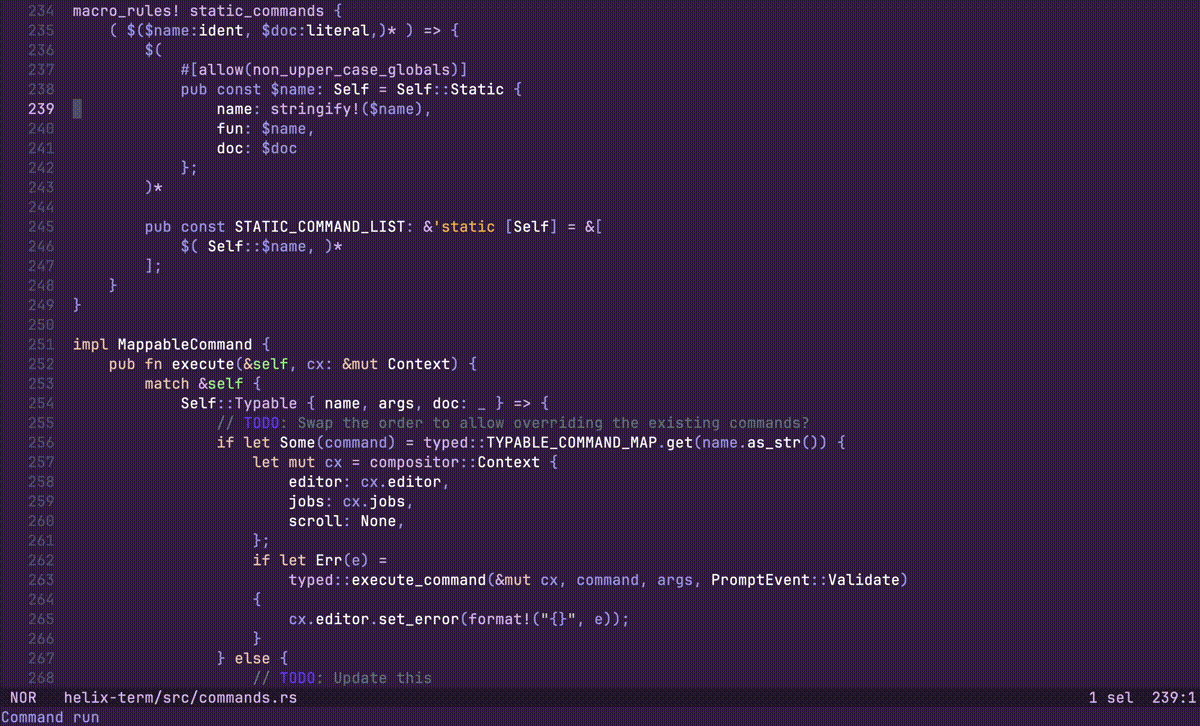 234  macro_rules! static_commands {
235      ( $($name:ident, $doc:literal,)* ) => {
236          $(
237              #[allow(non_upper_case_globals)]
238              pub const $name: Self = Self::Static {
239                  name: stringify!($name),
240                  fun: $name,
241                  doc: $doc
242              };
243          )*
244
245          pub const STATIC_COMMAND_LIST: &'static [Self] = &[
246              $( Self::$name, )*
247          ];
248      }
249  }
250
251  impl MappableCommand {
252      pub fn execute(&self, cx: &mut Context) {
253          match &self {
254              Self::Typable { name, args, doc: _ } => {
255                  // TODO: Swap the order to allow overriding the existing commands?
256                  if let Some(command) = typed::TYPABLE_COMMAND_MAP.get(name.as_str()) {
257                      let mut cx = compositor::Context {
258                          editor: cx.editor,
259                          jobs: cx.jobs,
260                          scroll: None,
261                      };
262                      if let Err(e) =
263                          typed::execute_command(&mut cx, command, args, PromptEvent::Validate)
264                      {
265                          cx.editor.set_error(format!("{}", e));
266                      }
267                  } else {
268                      // TODO: Update this
NOR   helix-term/src/commands.rs   1 sel  239:1
Command run